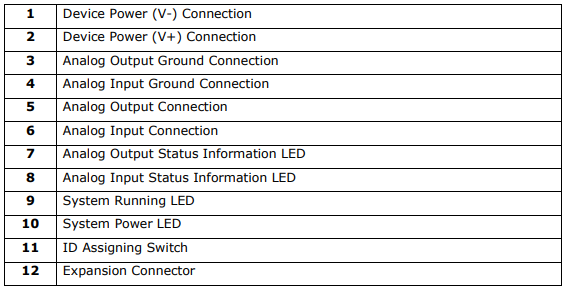 1 Device Power (V-) Connection
2 Device Power (V+) Connection
3 Analog Output Ground Connection
4 Analog Input Ground Connection
5 Analog Output Connection
6 Analog Input Connection
7 Analog Output Status Information LED
8 Analog Input Status Information LED
9 System Running LED
10 System Power LED
11 ID Assigning Switch
12 Expansion Connector